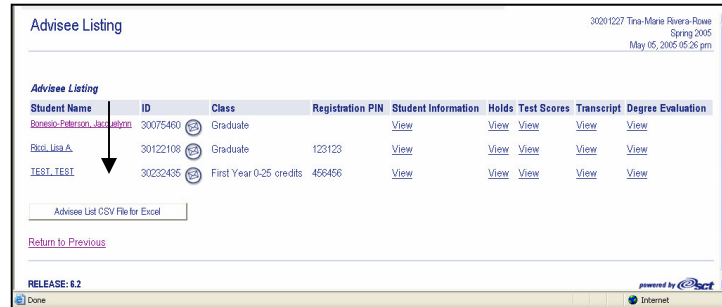 Advisee Listing
30201227 Tina-Marie Rivera-Rowe
Spring 2005
May 05, 2005 05:26 pm
Advisee Listing
Student Name ID Class Registration PIN Student Information Holds Test Scores Transcript Degree Evaluation
Bonesio-Peterson, Jacquelynn 30075460 Graduate View View View View View
Ricci, Lisa A. 30122108 Graduate 123123 View View View View View
TEST, TEST 30232435 First Year 0-25 credits 456456 View View View View View
Advisee List CSV File for Excel
Return to Previous
RELEASE: 6.2
powered by sct
Done Internet